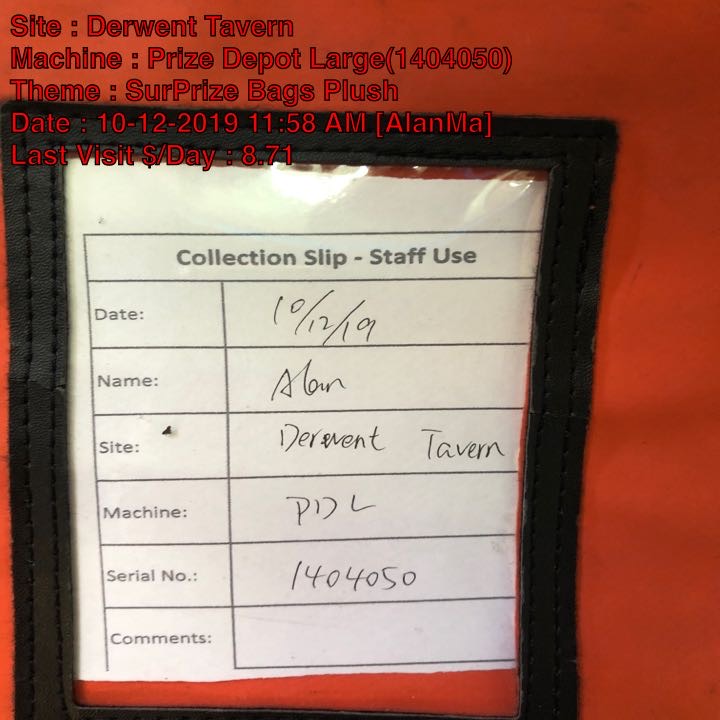 Site : Derwent Tavern
Machine : Prize Depot Large(1404050)
Theme : SurPrize Bags Plush
Date : 10-12-2019 11:58 AM [AlanMa]
Last Visit $/Day : 8.71
Collection Slip - Staff Use
Date: 10/12/19
Name: Alan
Site: Derwent Tavern
Machine: PDL
Serial No.: 1404050
Comments: